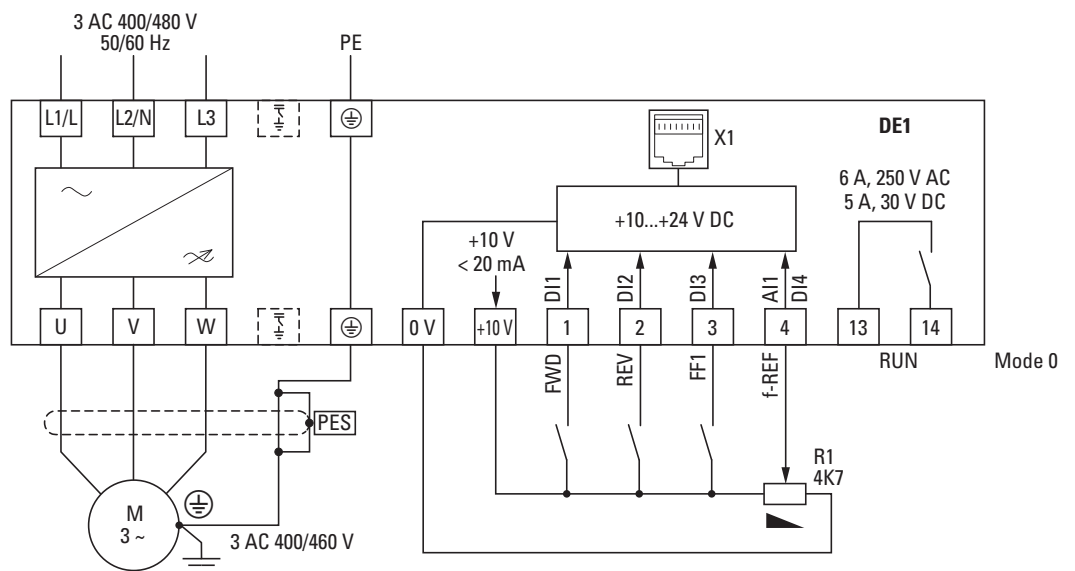 3 AC 400/480 V
50/60 Hz
PE
L1/L
L2/N
L3
X1
DE1
6 A, 250 V AC
5 A, 30 V DC
+10...+24 V DC
+10 V
< 20 mA
DI1
DI2
DI3
AI1
DI4
U
V
W
0 V
+10 V
1
2
3
4
13
14
FWD
REV
FF1
f-REF
RUN
Mode 0
PES
R1
4K7
M
3 ~
3 AC 400/460 V